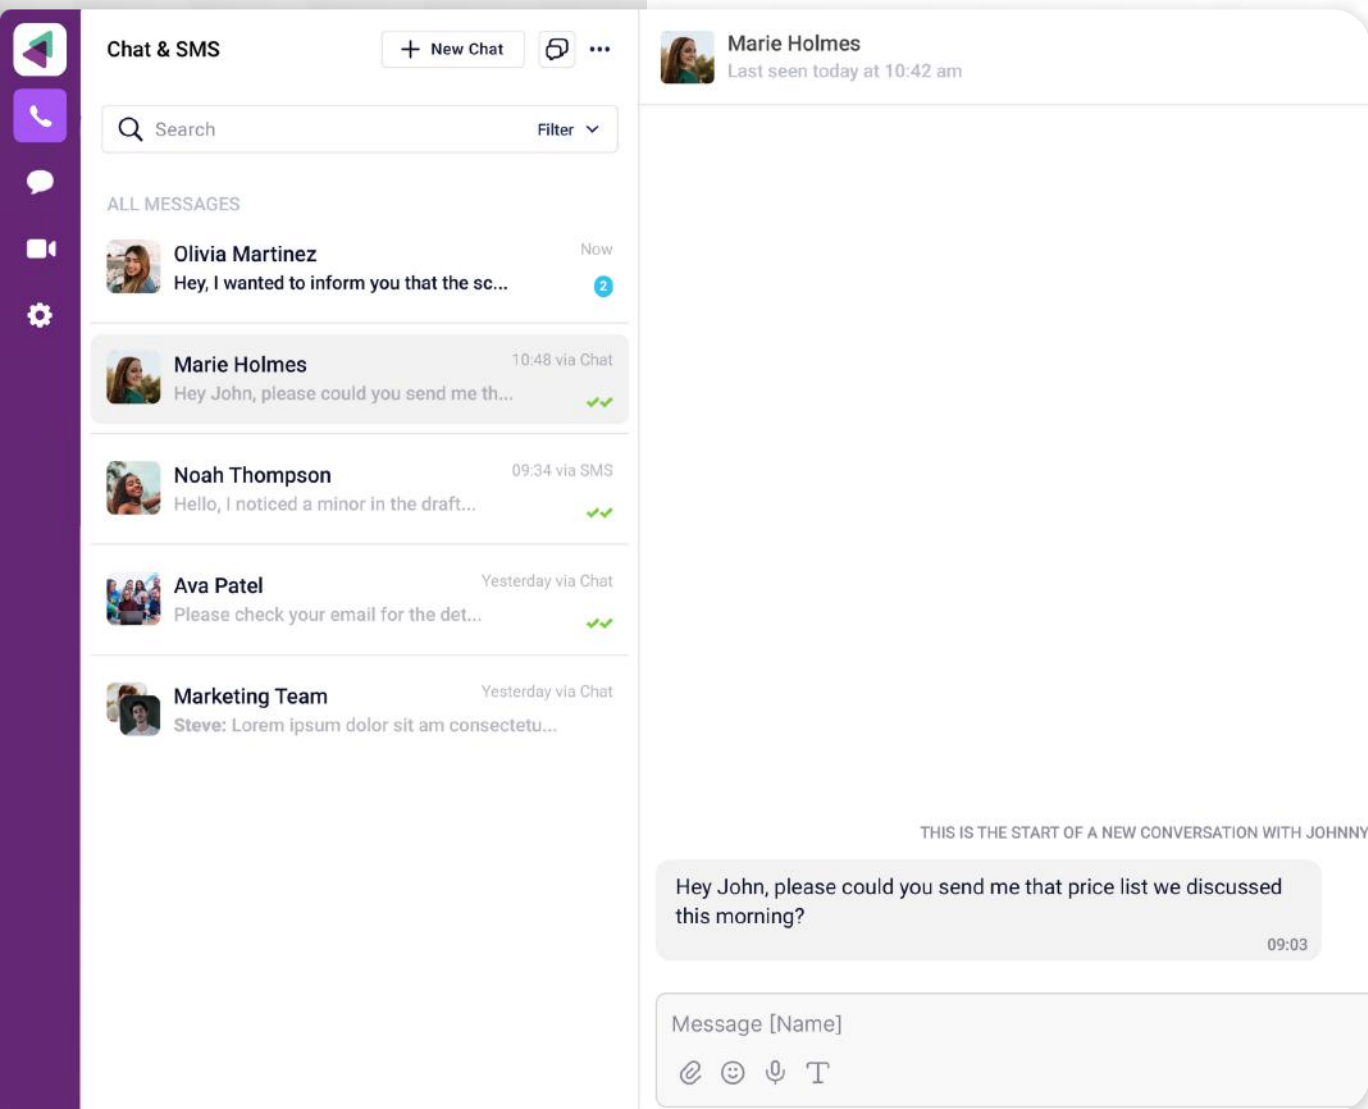 Chat & SMS
New Chat
Search
Filter
ALL MESSAGES
Olivia Martinez
Now
Hey, I wanted to inform you that the sc...
2
Marie Holmes
10:48 via Chat
Hey John, please could you send me th...
Noah Thompson
09:34 via SMS
Hello, I noticed a minor in the draft...
Ava Patel
Yesterday via Chat
Please check your email for the det...
Marketing Team
Yesterday via Chat
Steve: Lorem ipsum dolor sit am consectetu...
Marie Holmes
Last seen today at 10:42 am
THIS IS THE START OF A NEW CONVERSATION WITH JOHNNY
Hey John, please could you send me that price list we discussed
this morning?
09:03
Message [Name]